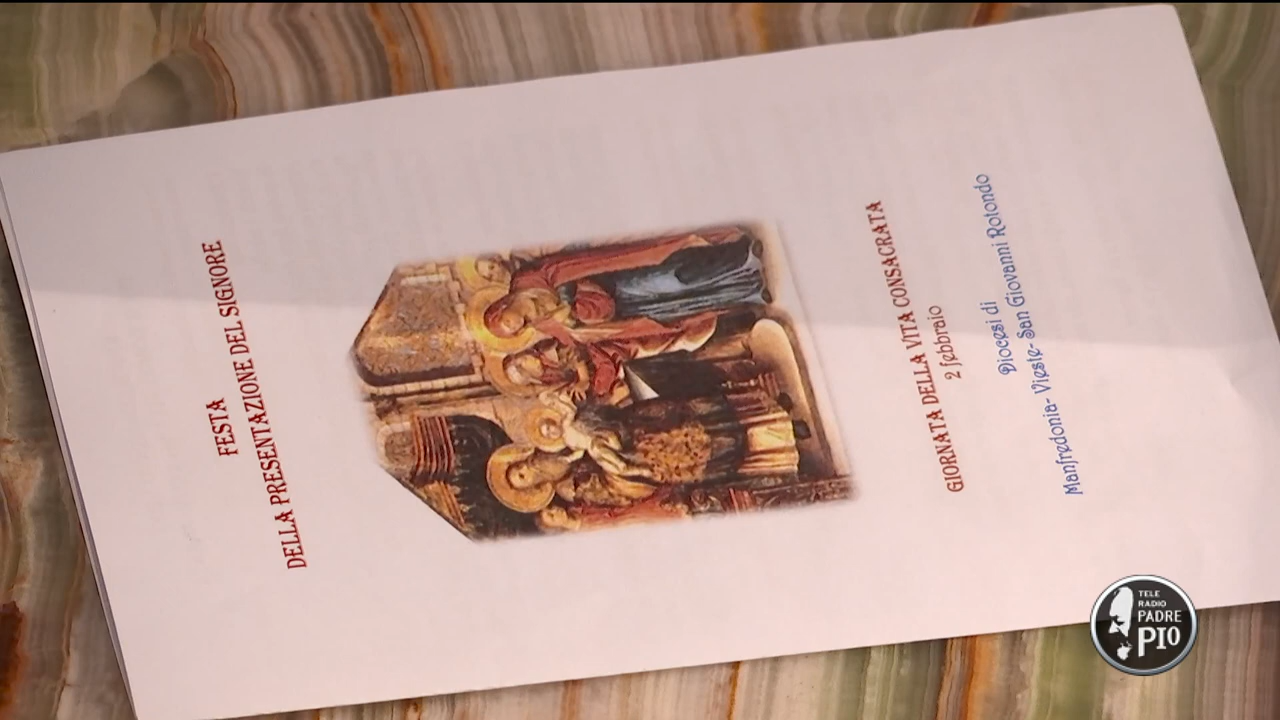 FESTA
DELLA PRESENTAZIONE DEL SIGNORE
GIORNATA DELLA VITA CONSACRATA
2 febbraio
Diocesi di
Manfredonia- Vieste- San Giovanni Rotondo
TELE
RADIO
PADRE
PIO